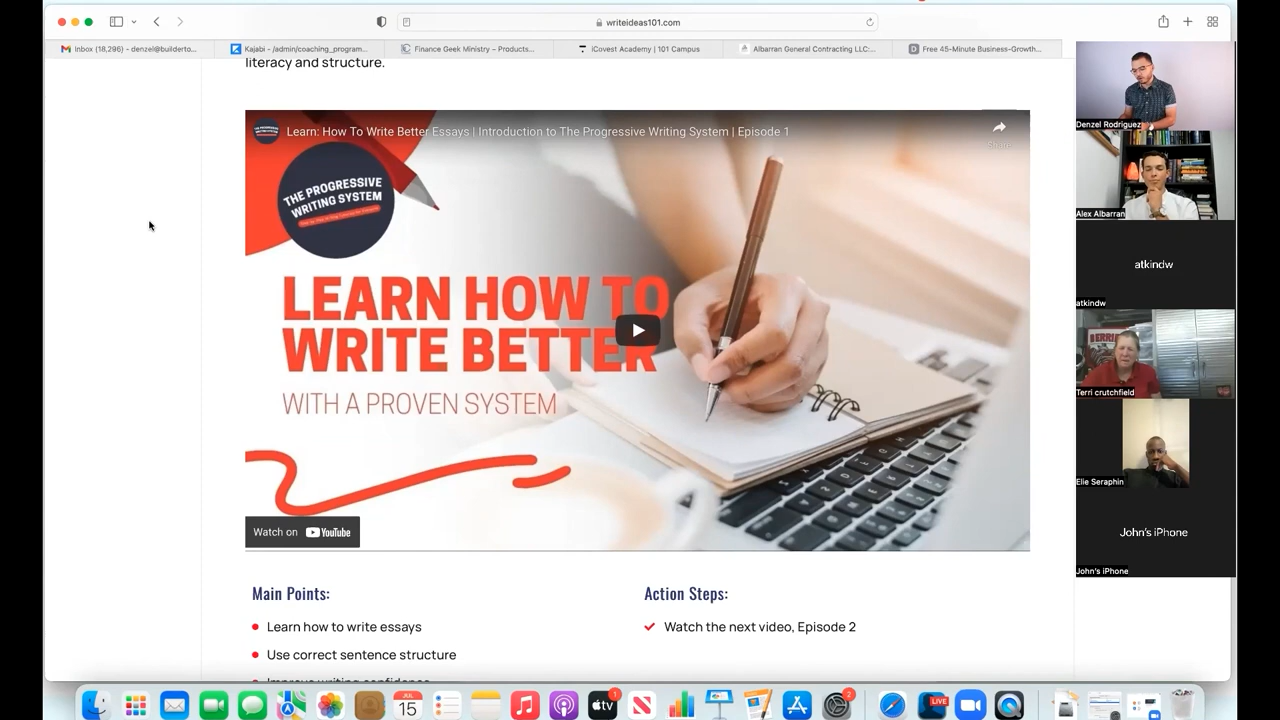 writeideas101.com
Inbox (18,296) - denzel@builderto...
Kajabi - /admin/coaching_program...
Finance Geek Ministry – Products...
iCovest Academy | 101 Campus
Albarran General Contracting LLC:...
Free 45-Minute Business-Growth...
literacy and structure.
Learn: How To Write Better Essays | Introduction to The Progressive Writing System | Episode 1
Share
THE PROGRESSIVE
WRITING SYSTEM
LEARN HOW TO
WRITE BETTER
WITH A PROVEN SYSTEM
Watch on YouTube
Main Points:
Learn how to write essays
Use correct sentence structure
Action Steps:
Watch the next video, Episode 2
Denzel Rodriguez
Alex Albarran
atkindw
atkindw
Terri crutchfield
Elie Seraphin
John's iPhone
John's iPhone
JUL
15
tv
1
2
LIVE